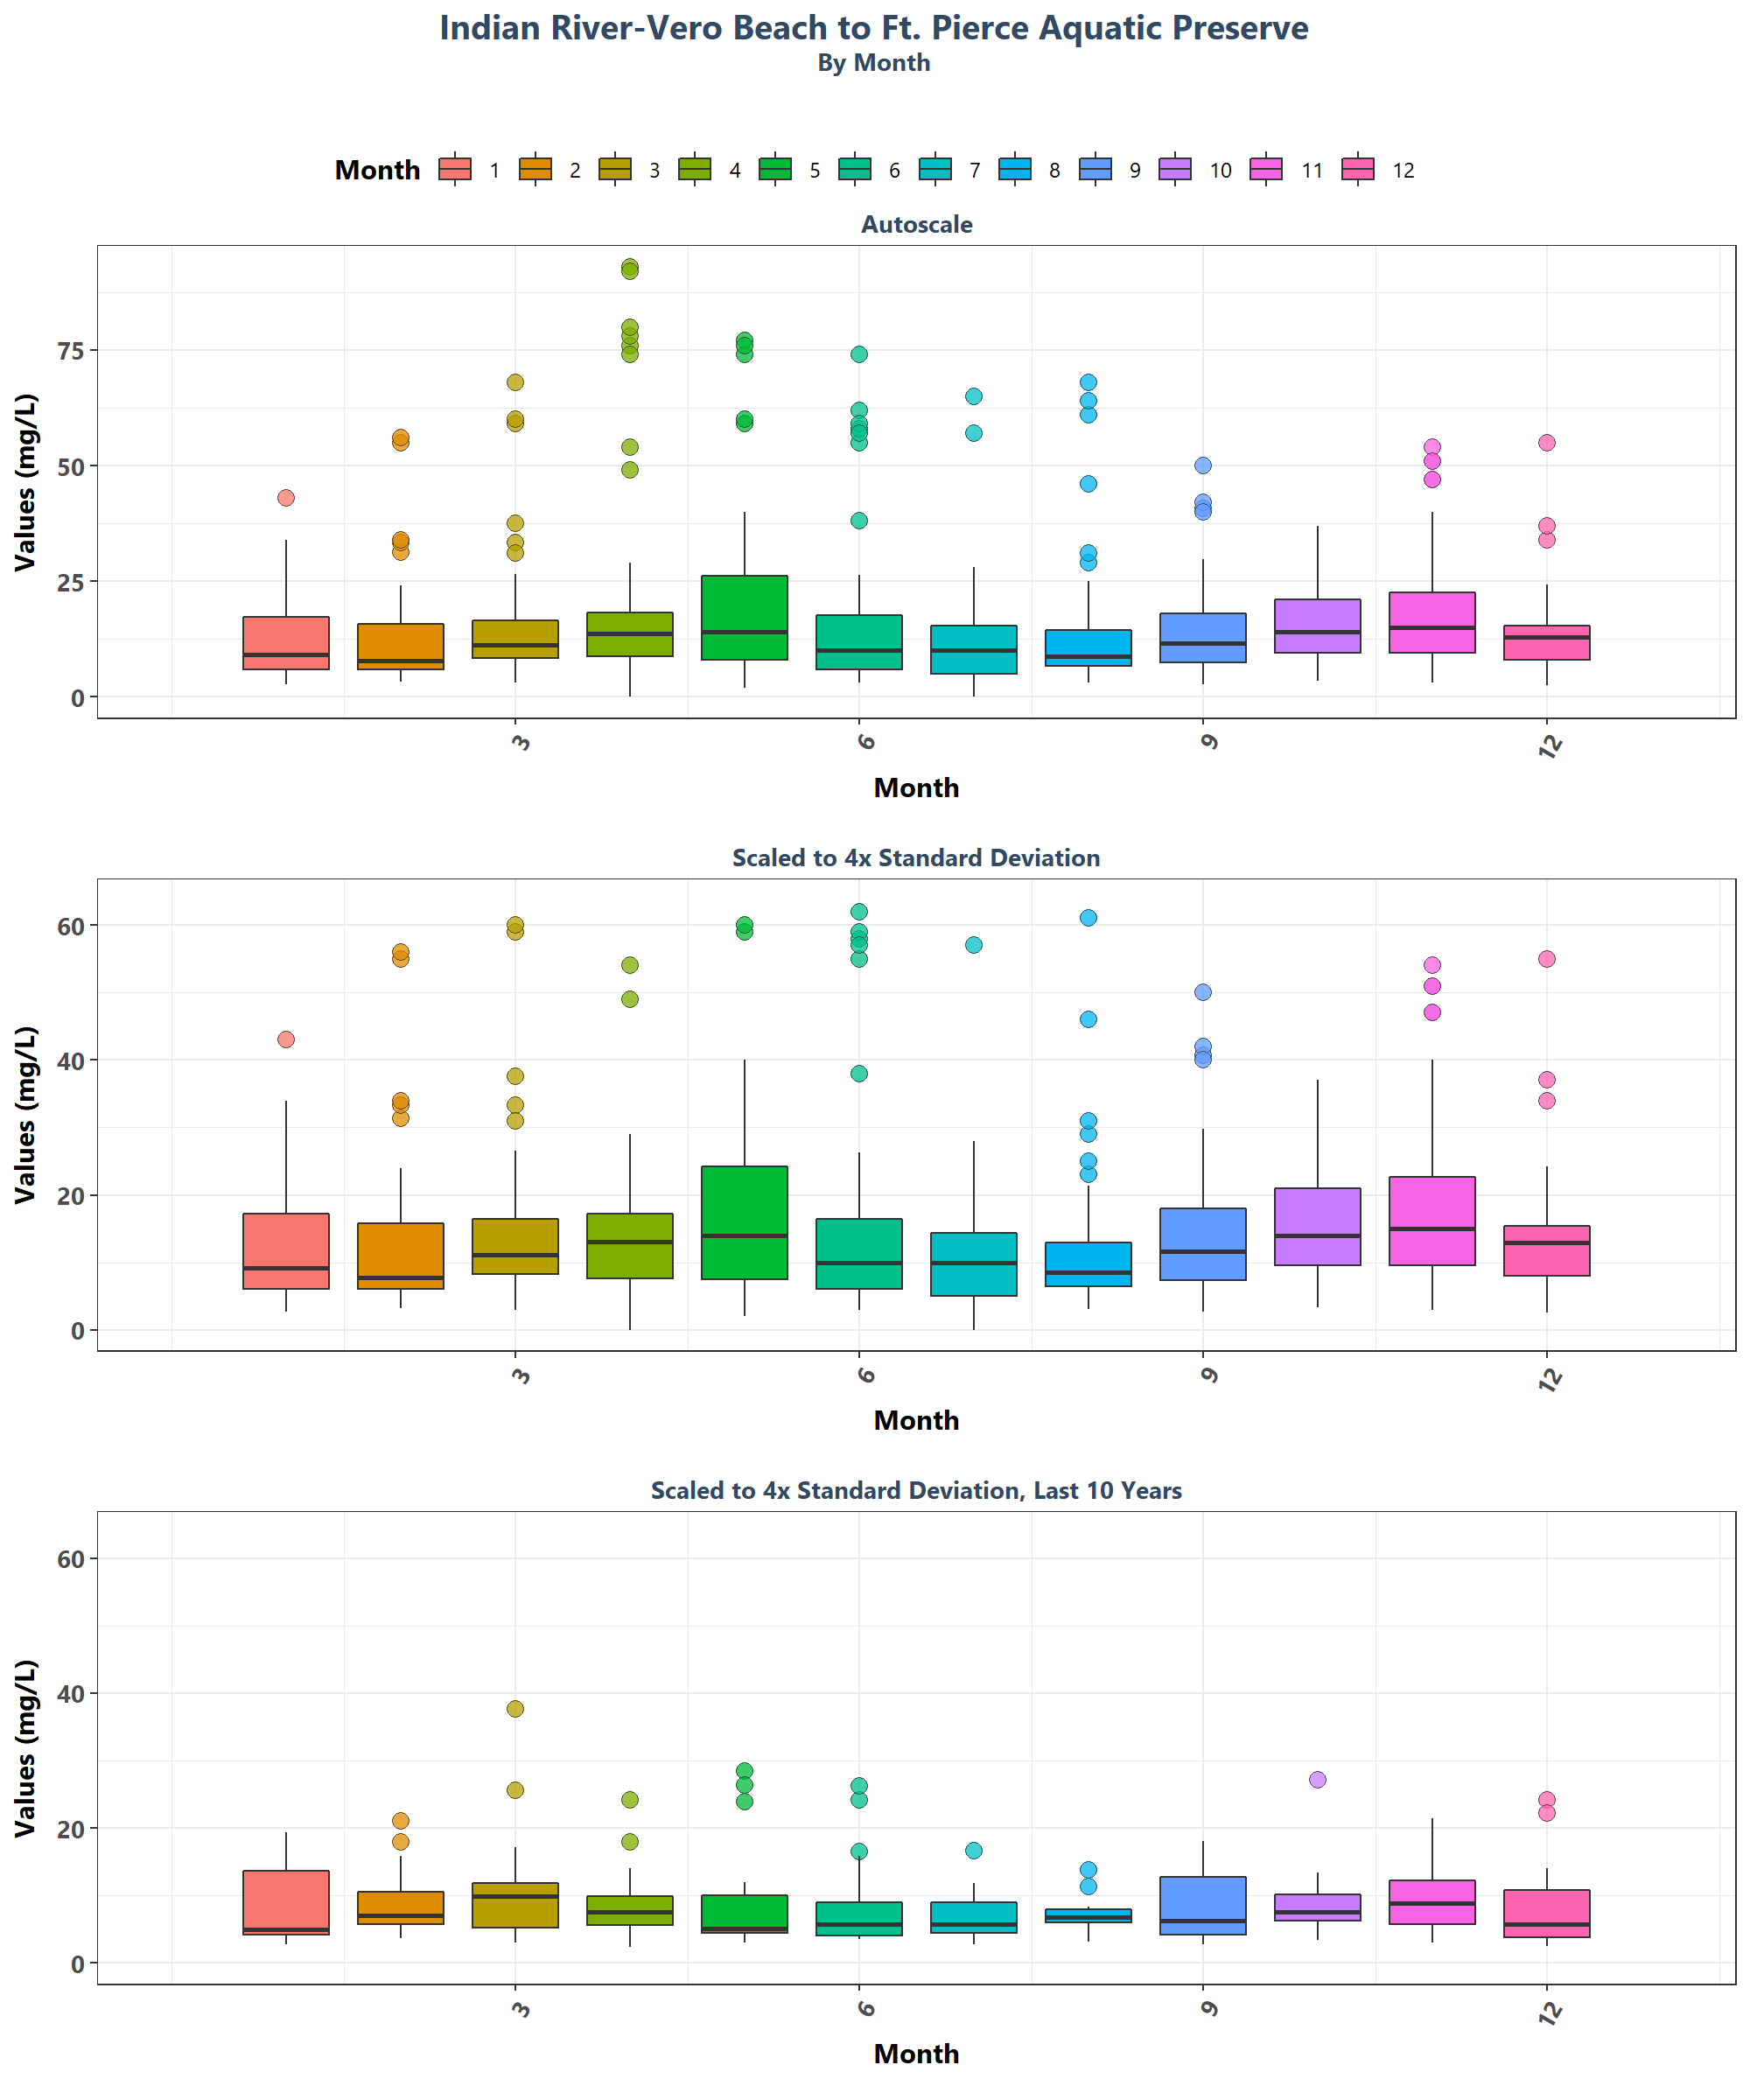 Indian River-Vero Beach to Ft. Pierce Aquatic Preserve
By Month
Month 1 2 3 4 5 6 7 8 9 10 11 12
Autoscale
Values (mg/L)
75
50
25
0
3 6 9 12
Month
Scaled to 4x Standard Deviation
Values (mg/L)
60
40
20
0
3 6 9 12
Month
Scaled to 4x Standard Deviation, Last 10 Years
Values (mg/L)
60
40
20
0
3 6 9 12
Month